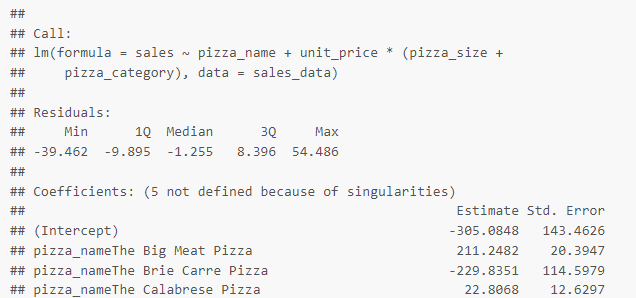 ##
## Call:
## lm(formula = sales ~ pizza_name + unit_price * (pizza_size +
##     pizza_category), data = sales_data)
##
## Residuals:
##     Min      1Q  Median      3Q     Max
## -39.462  -9.895  -1.255   8.396  54.486
##
## Coefficients: (5 not defined because of singularities)
##                                                          Estimate Std. Error
## (Intercept)                                             -305.0848   143.4626
## pizza_nameThe Big Meat Pizza                             211.2482    20.3947
## pizza_nameThe Brie Carre Pizza                          -229.8351   114.5979
## pizza_nameThe Calabrese Pizza                             22.8068    12.6297